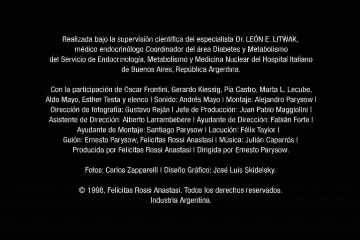 Realizada bajo la supervisión científica del especialista Dr. LEÓN E. LITWAK,
médico endocrinólogo Coordinador del área Diabetes y Metabolismo
del Servicio de Endocrinología, Metabolismo y Medicina Nuclear del Hospital Italiano
de Buenos Aires, República Argentina.
Con la participación de Oscar Frontini, Gerardo Kiessig, Pía Castro, Marta L. Lecube,
Aldo Mayo, Esther Testa y elenco | Sonido: Andrés Mayo | Montaje: Alejandro Parysow |
Dirección de fotografía: Gustavo Reján | Jefe de Producción: Juan Pablo Maggiolini |
Asistente de Dirección: Alberto Larrambebere | Ayudante de Dirección: Fabián Forte |
Ayudante de Montaje: Santiago Parysow | Locución: Félix Taylor |
Guión: Ernesto Parysow, Felicitas Rossi Anastasi | Música: Julián Caparrós |
Producida por Felicitas Rossi Anastasi | Dirigida por Ernesto Parysow.
Fotos: Carlos Zapparelli | Diseño Gráfico: José Luis Skidelsky.
© 1998, Felicitas Rossi Anastasi. Todos los derechos reservados.
Industria Argentina.